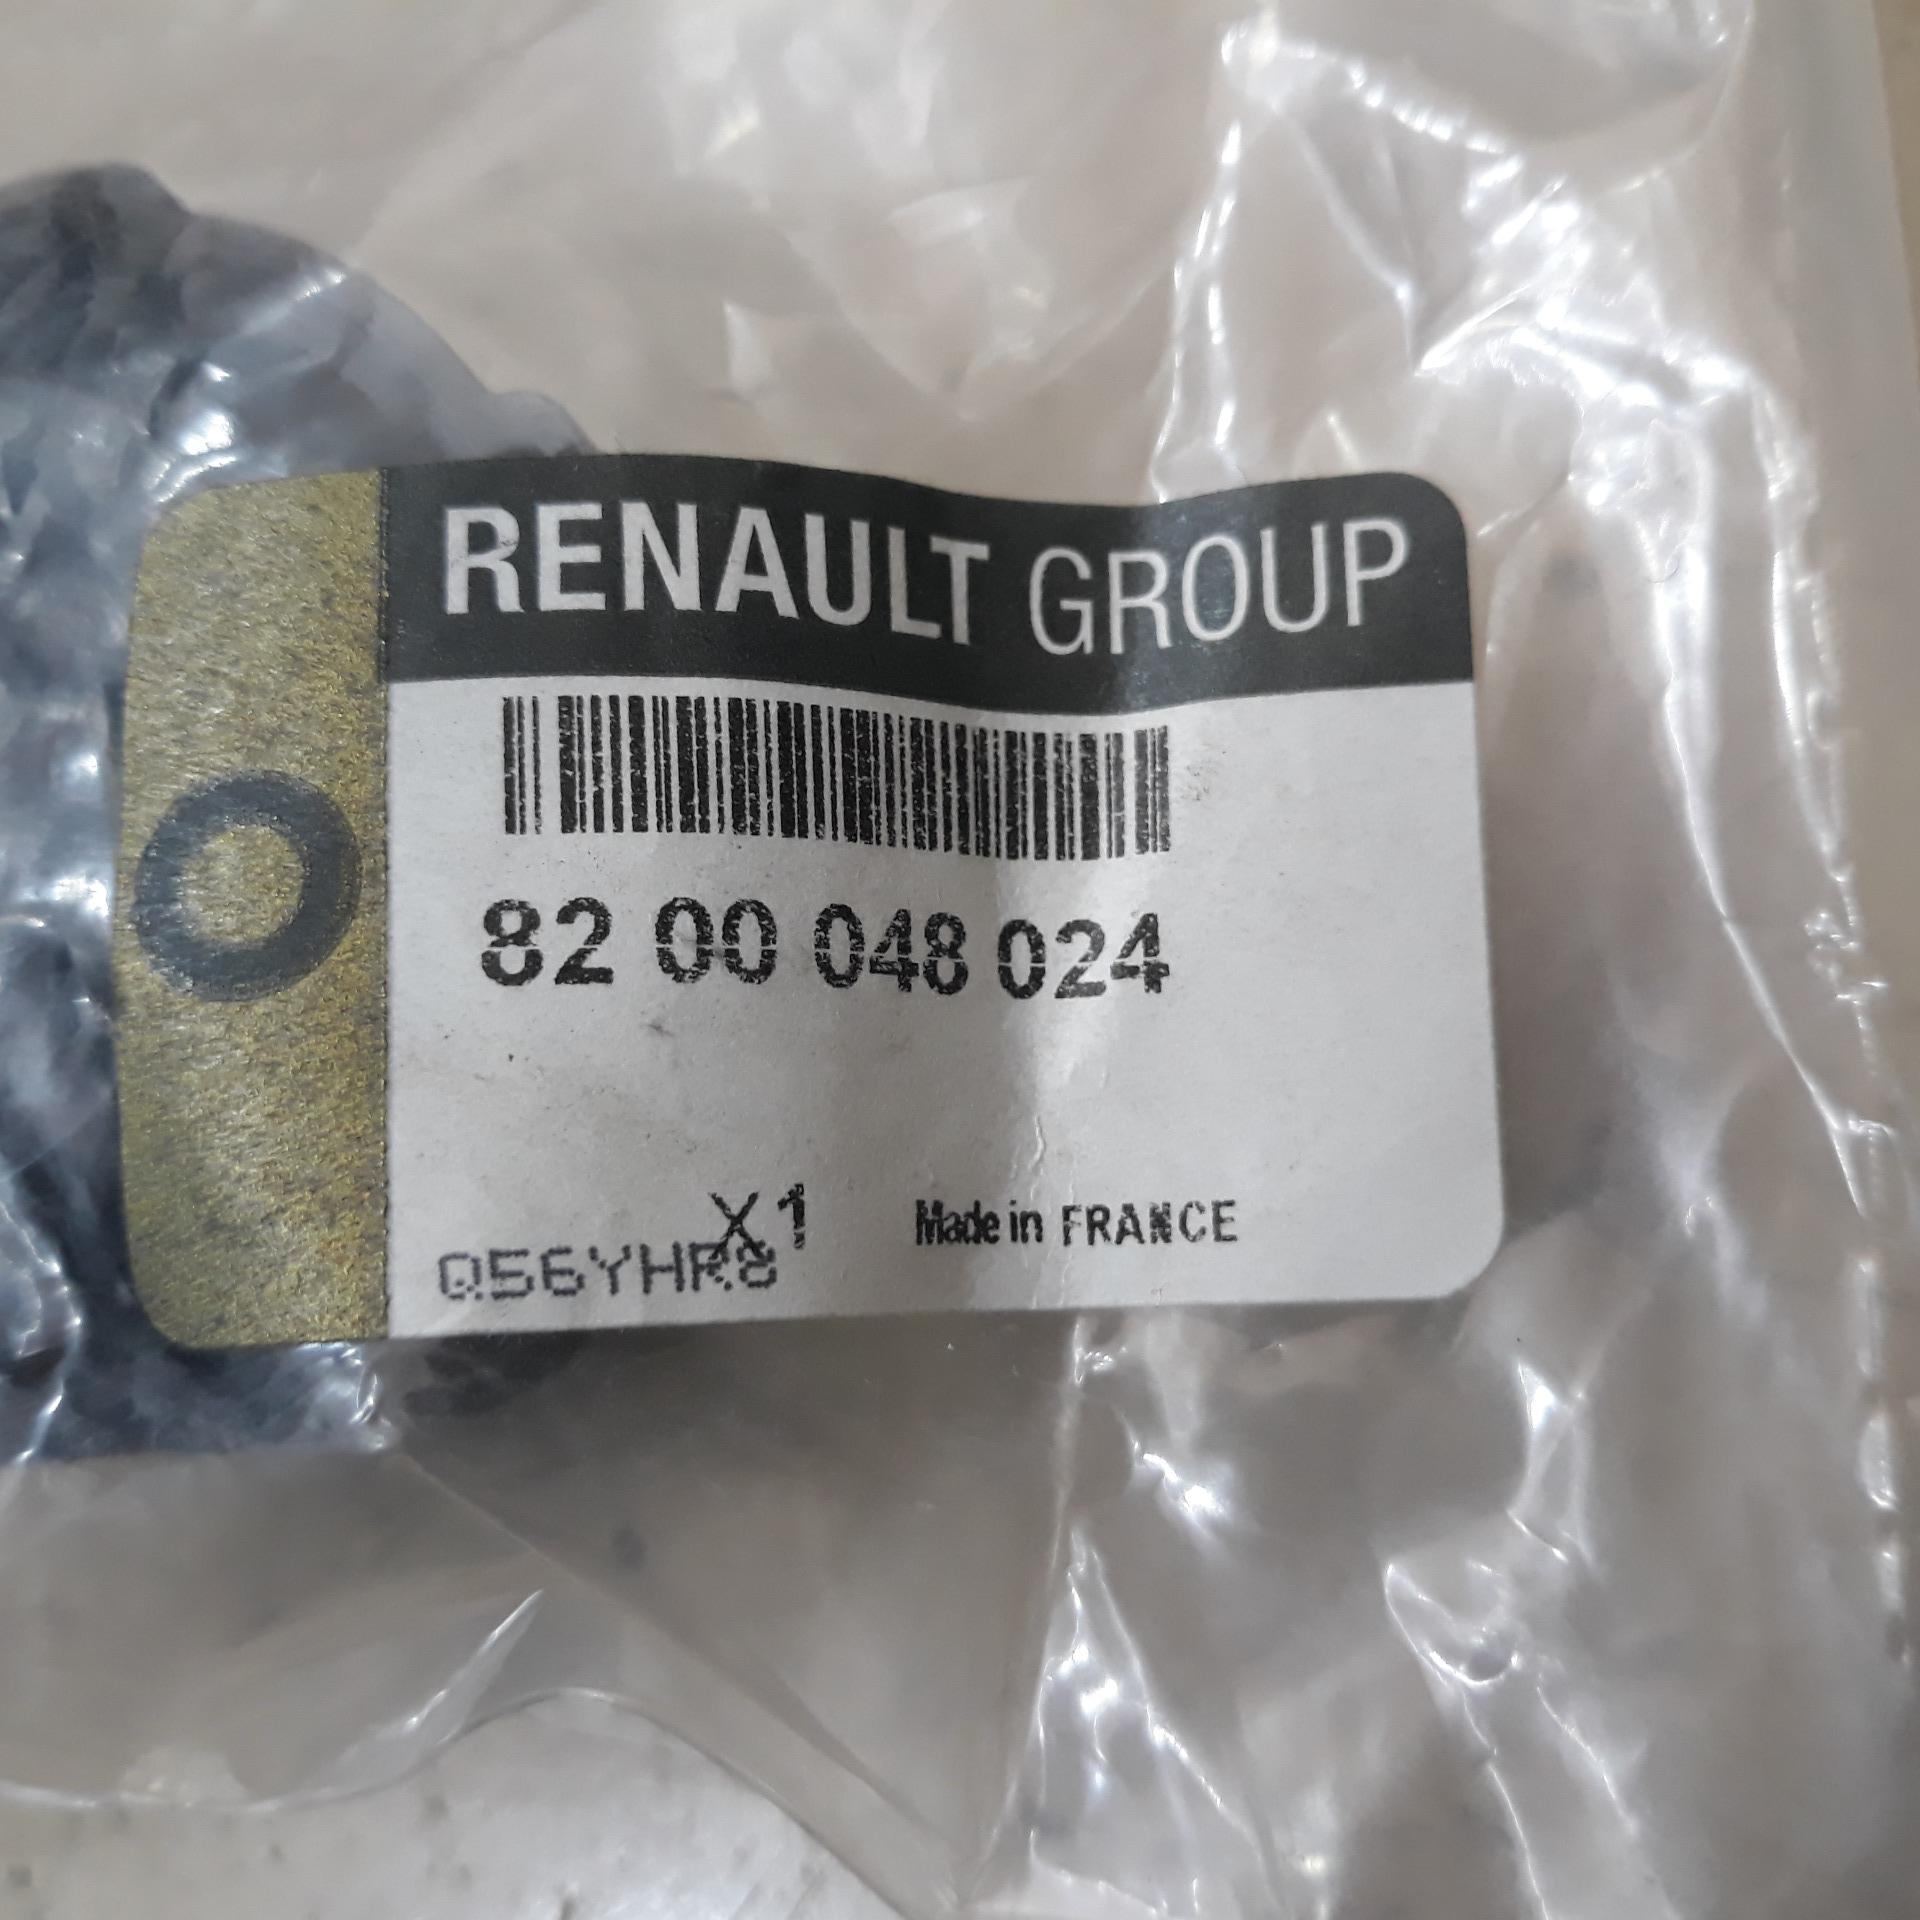 RENAULT GROUP
82 00 048 024
X1 Made in FRANCE
Q56YHR8